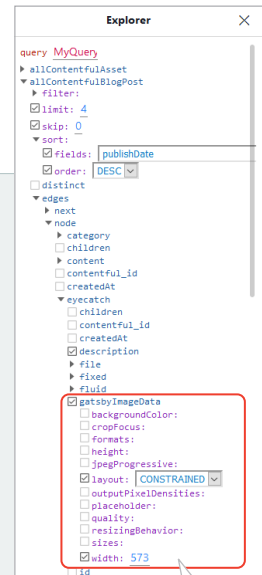 Explorer
query MyQuery
allContentfulAsset
allContentfulBlogPost
filter:
limit: 4
skip: 0
sort:
fields: publishDate
order: DESC
distinct
edges
next
node
category
children
content
contentful_id
createdAt
eyecatch
children
contentful_id
createdAt
description
file
fixed
fluid
gatsbyImageData
backgroundColor:
cropFocus:
formats:
height:
jpegProgressive:
layout: CONSTRAINED
outputPixelDensities:
placeholder:
quality:
resizingBehavior:
sizes:
width: 573
id